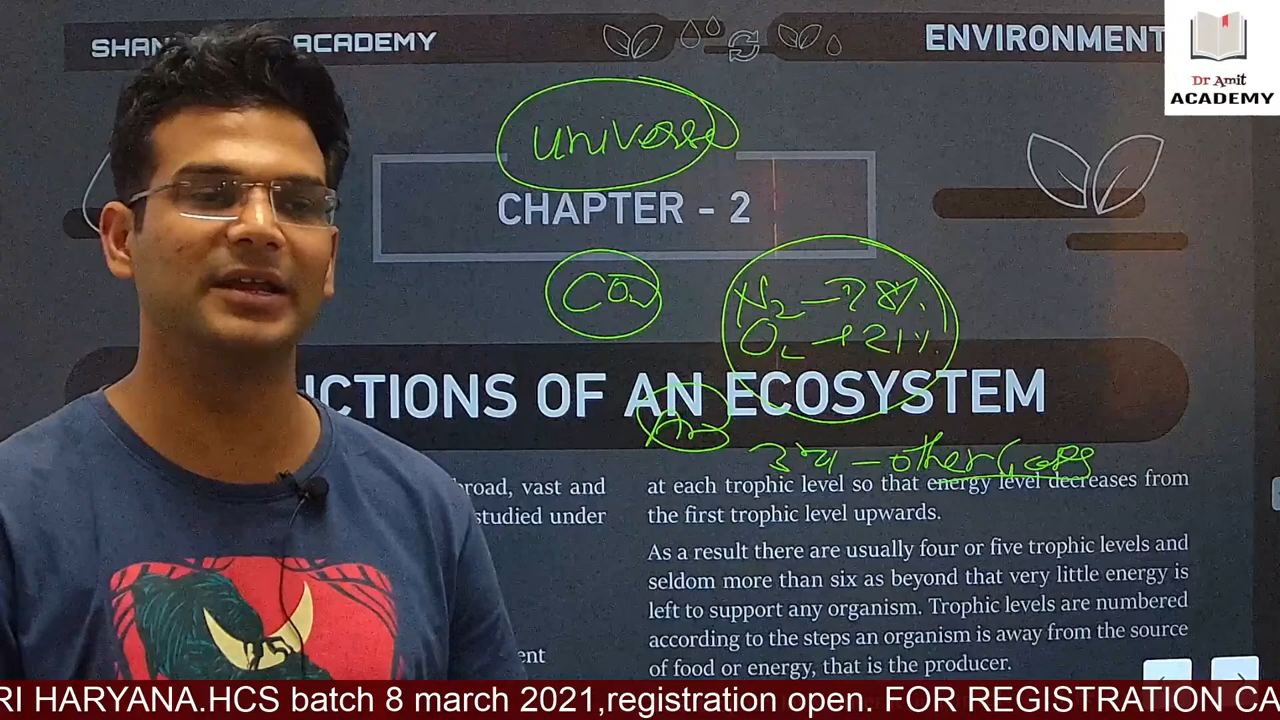 SHAN ACADEMY
ENVIRONMENT
Dr Amit
ACADEMY
universe
CHAPTER - 2
CO2
N2 - 78%
O2 - 21%
NCTIONS OF AN ECOSYSTEM
other
broad, vast and
studied under
ent
at each trophic level so that energy level decreases from
the first trophic level upwards.
As a result there are usually four or five trophic levels and
seldom more than six as beyond that very little energy is
left to support any organism. Trophic levels are numbered
according to the steps an organism is away from the source
of food or energy, that is the producer.
RI HARYANA.HCS batch 8 march 2021,registration open. FOR REGISTRATION CA